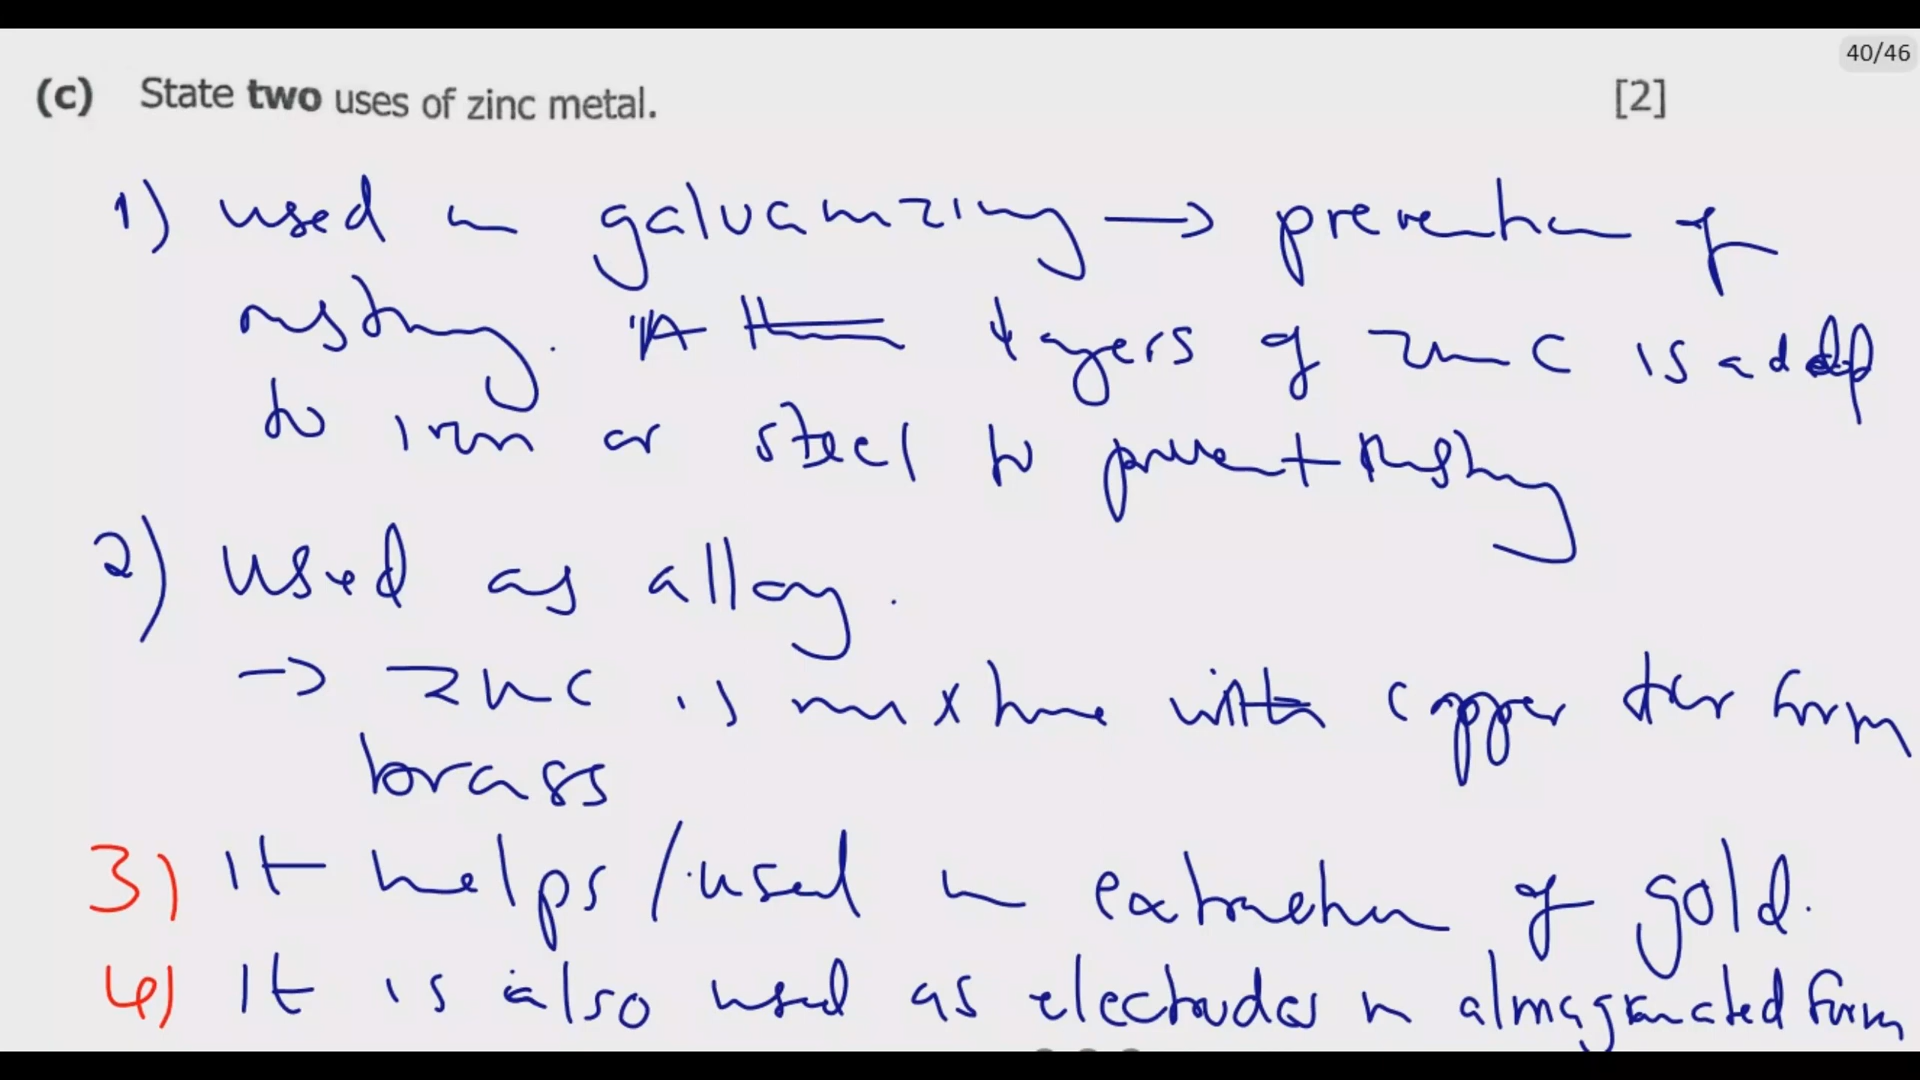 40/46
(c) State two uses of zinc metal. [2]
1) used in galvanizing → prevention of
rusting. A layers of zinc is added
to iron or steel to prevent rusting
2) used as alloy.
→ zinc is mixture with copper form
brass
3) it helps / used in extraction of gold.
4) It is also used as electrodes in almagamated form